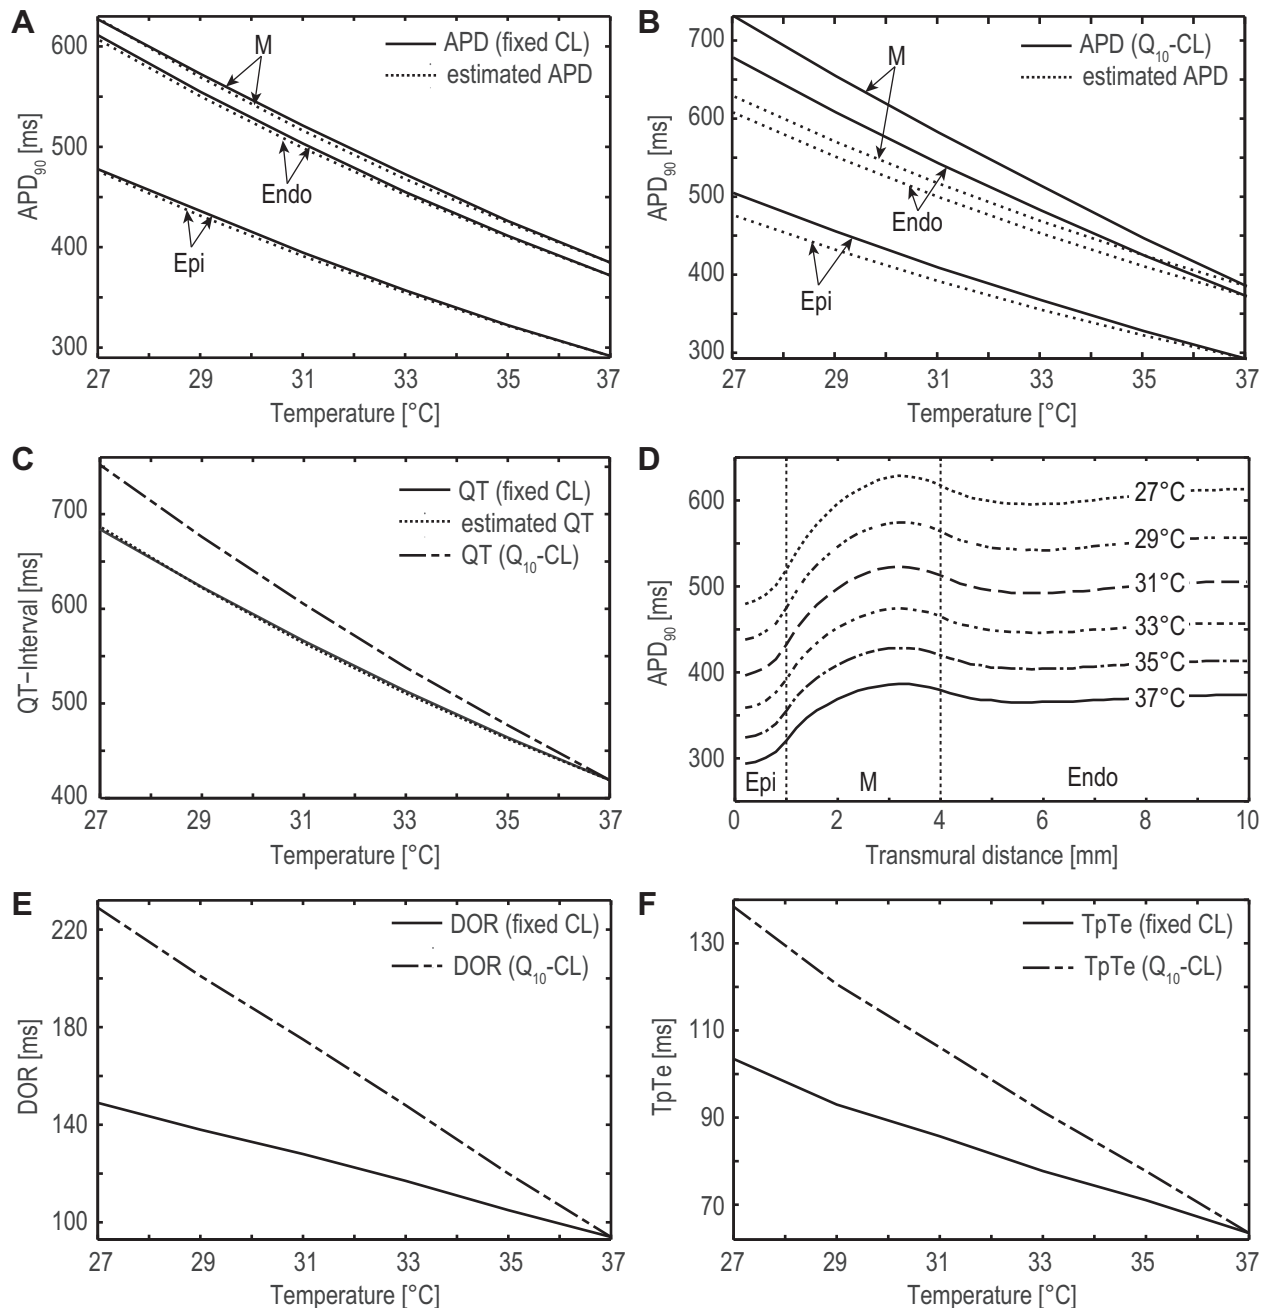 A
APD (fixed CL)
estimated APD
M
Endo
Epi
600
500
400
300
APD90 [ms]
27 29 31 33 35 37
Temperature [°C]
B
APD (Q10-CL)
estimated APD
M
Endo
Epi
700
600
500
400
300
APD90 [ms]
27 29 31 33 35 37
Temperature [°C]
C
QT (fixed CL)
estimated QT
QT (Q10-CL)
700
600
500
400
QT−Interval [ms]
27 29 31 33 35 37
Temperature [°C]
D
27°C
29°C
31°C
33°C
35°C
37°C
Epi M Endo
600
500
400
300
APD90 [ms]
0 2 4 6 8 10
Transmural distance [mm]
E
DOR (fixed CL)
DOR (Q10-CL)
220
180
140
100
DOR [ms]
27 29 31 33 35 37
Temperature [°C]
F
TpTe (fixed CL)
TpTe (Q10-CL)
130
110
90
70
TpTe [ms]
27 29 31 33 35 37
Temperature [°C]